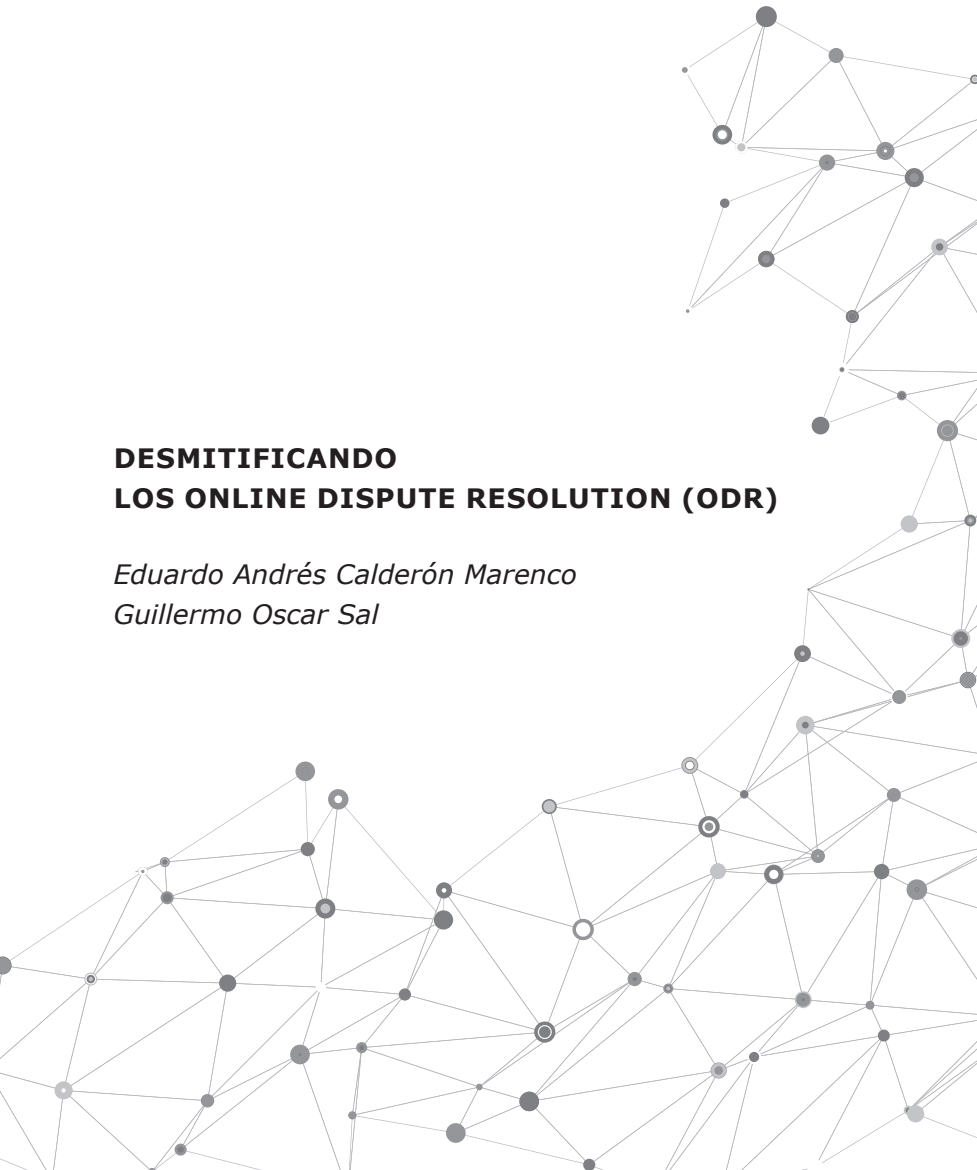 DESMITIFICANDO
LOS ONLINE DISPUTE RESOLUTION (ODR)
Eduardo Andrés Calderón Marenco
Guillermo Oscar Sal